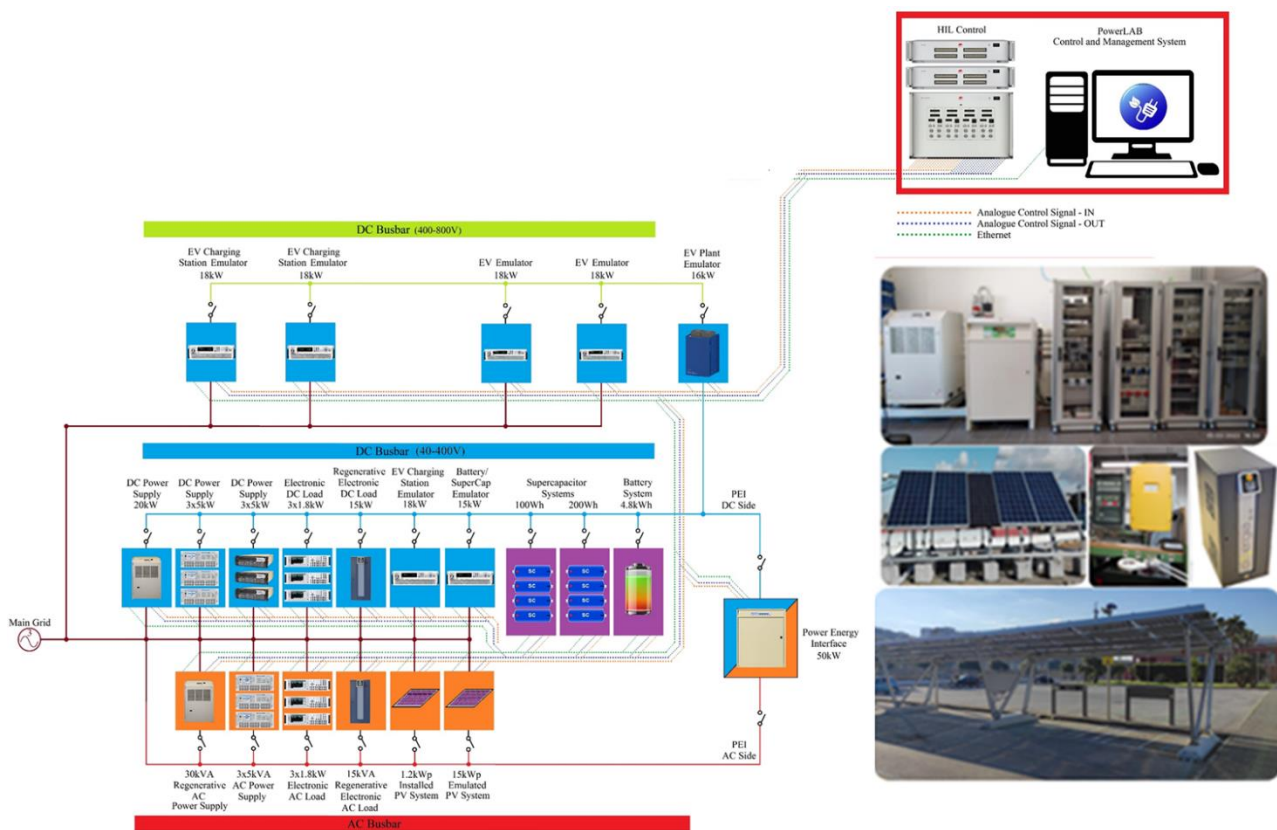 HIL Control
PowerLAB
Control and Management System
Analogue Control Signal - IN
Analogue Control Signal - OUT
Ethernet
DC Busbar (400-800V)
EV Charging
Station Emulator
18kW
EV Charging
Station Emulator
18kW
EV Emulator
18kW
EV Emulator
18kW
EV Plant
Emulator
16kW
DC Busbar (40-400V)
DC Power
Supply
20kW
DC Power
Supply
3x5kW
DC Power
Supply
3x5kW
Electronic
DC Load
3x1.8kW
Regenerative
Electronic
DC Load
15kW
EV Charging
Station
Emulator
18kW
Battery/
SuperCap
Emulator
15kW
Supercapacitor
Systems
100Wh
200Wh
Battery
System
4.8kWh
PEI
DC Side
SC
SC
SC
SC
SC
SC
SC
SC
Main Grid
Power Energy
Interface
50kW
PEI
AC Side
30kVA
Regenerative
AC
Power Supply
3x5kVA
AC Power
Supply
3x1.8kW
Electronic
AC Load
15kVA
Regenerative
Electronic
AC Load
1.2kWp
Installed
PV System
15kWp
Emulated
PV System
AC Busbar